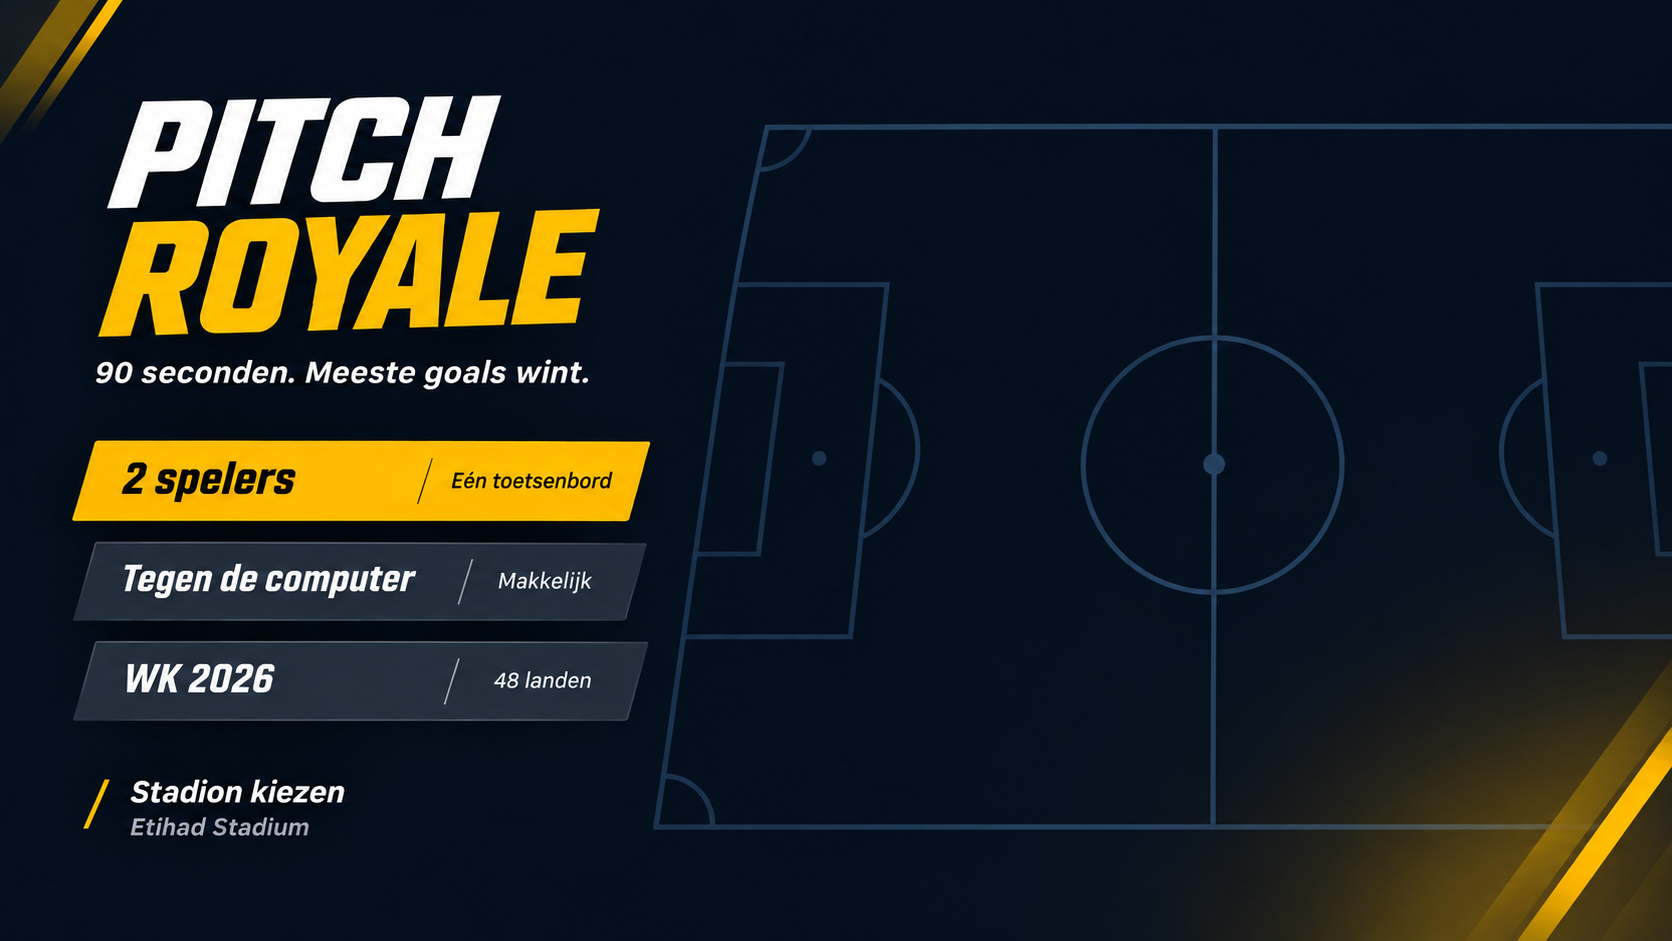 PITCH
ROYALE
90 seconden. Meeste goals wint.
2 spelers
Eén toetsenbord
Tegen de computer
Makkelijk
WK 2026
48 landen
Stadion kiezen
Etihad Stadium